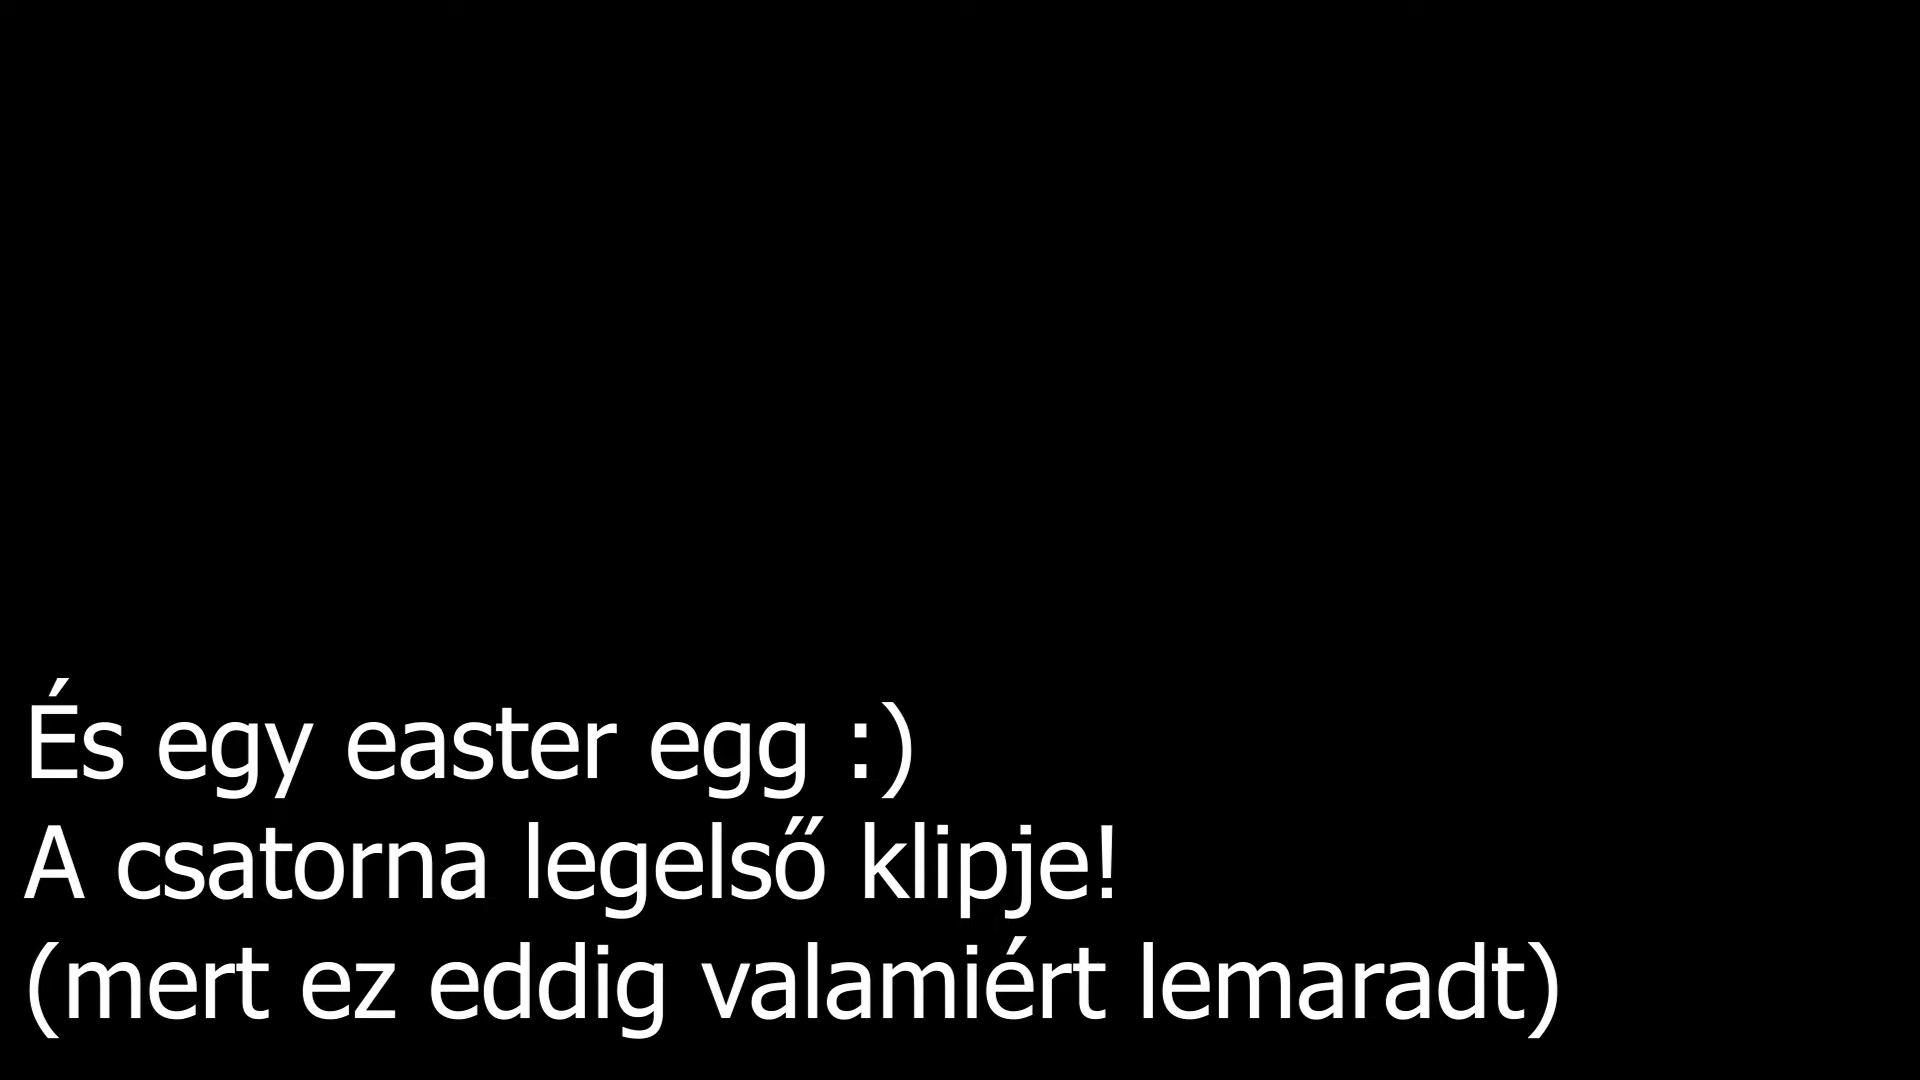 És egy easter egg :)
A csatorna legelső klipje!
(mert ez eddig valamiért lemaradt)